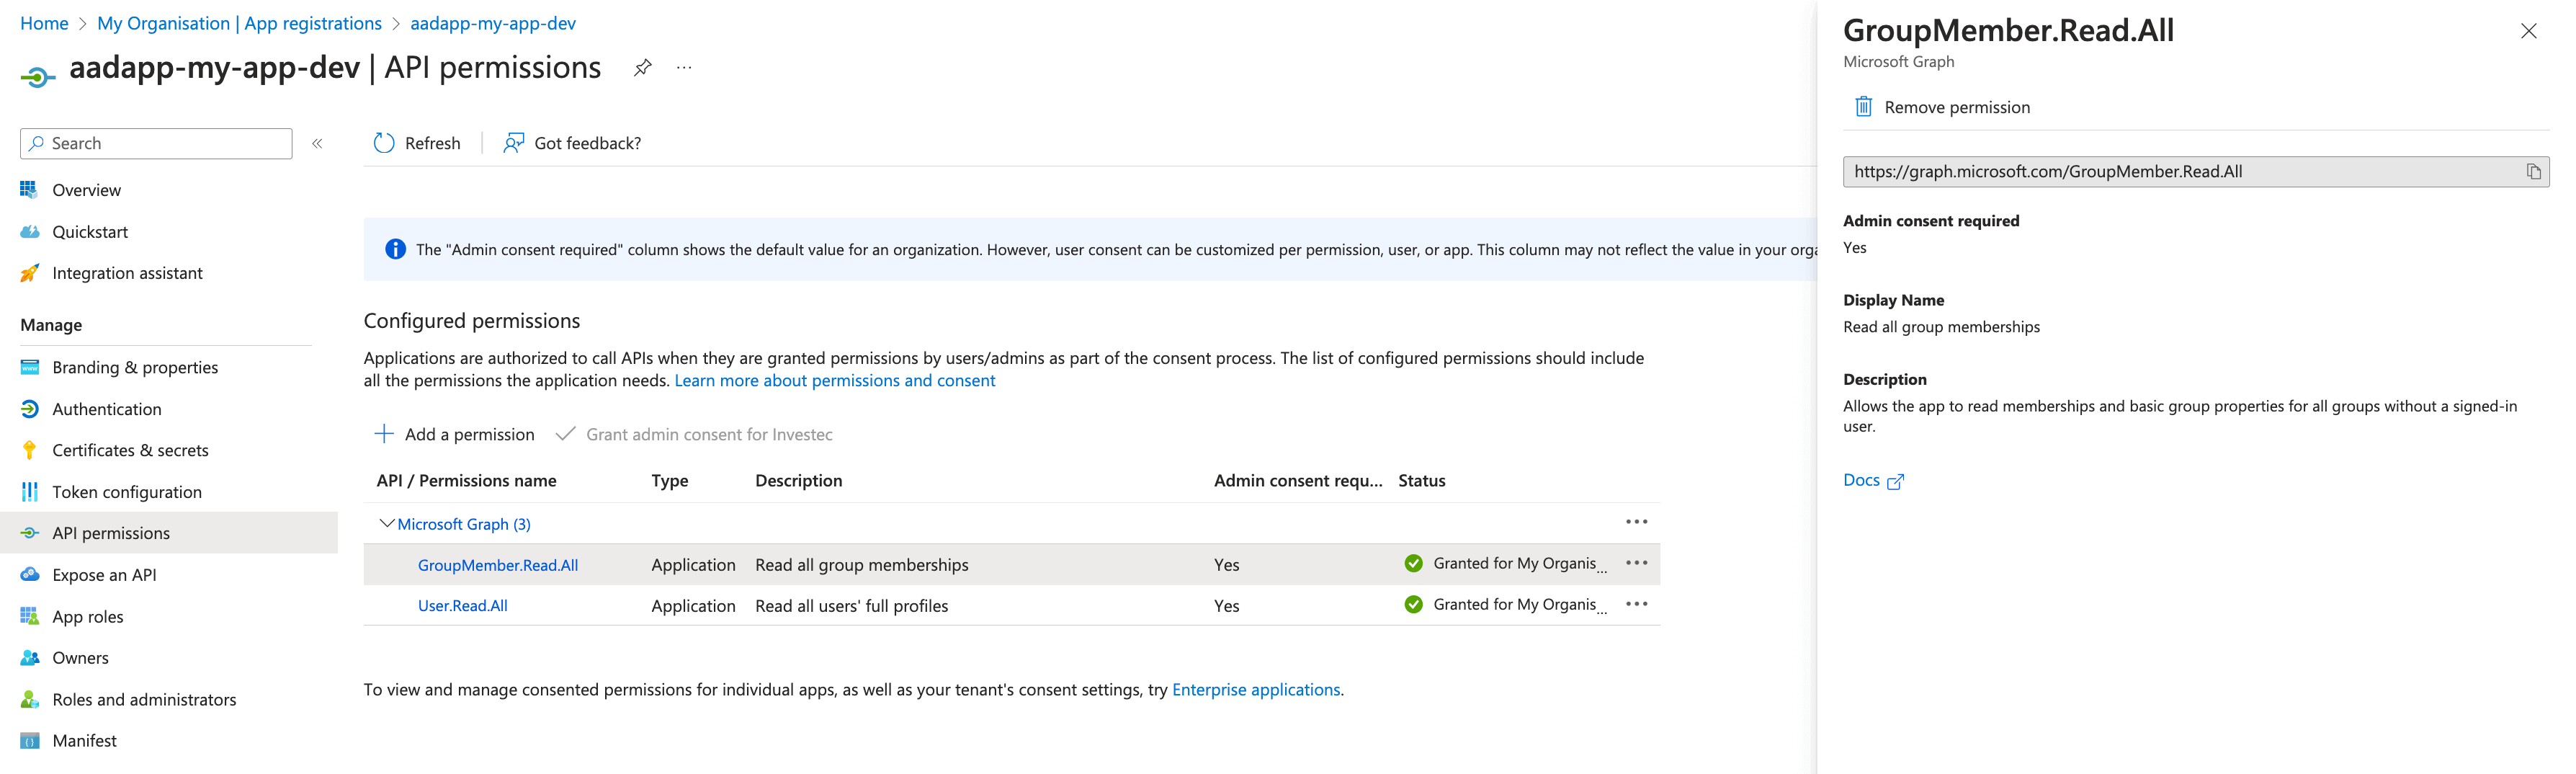 Home > My Organisation | App registrations > aadapp-my-app-dev
aadapp-my-app-dev | API permissions
Search
Overview
Quickstart
Integration assistant
Manage
Branding & properties
Authentication
Certificates & secrets
Token configuration
API permissions
Expose an API
App roles
Owners
Roles and administrators
Manifest
Refresh
Got feedback?
The "Admin consent required" column shows the default value for an organization. However, user consent can be customized per permission, user, or app. This column may not reflect the value in your orga
Configured permissions
Applications are authorized to call APIs when they are granted permissions by users/admins as part of the consent process. The list of configured permissions should include
all the permissions the application needs. Learn more about permissions and consent
Add a permission
Grant admin consent for Investec
API / Permissions name Type Description Admin consent requ... Status
Microsoft Graph (3)
GroupMember.Read.All Application Read all group memberships Yes Granted for My Organis...
User.Read.All Application Read all users' full profiles Yes Granted for My Organis...
To view and manage consented permissions for individual apps, as well as your tenant's consent settings, try Enterprise applications.
GroupMember.Read.All
Microsoft Graph
Remove permission
https://graph.microsoft.com/GroupMember.Read.All
Admin consent required
Yes
Display Name
Read all group memberships
Description
Allows the app to read memberships and basic group properties for all groups without a signed-in
user.
Docs